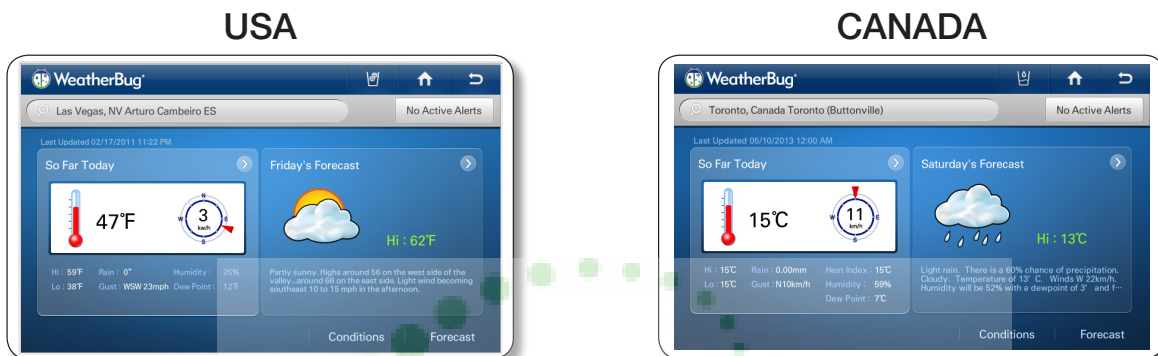 USA
WeatherBug
Las Vegas, NV Arturo Cambeiro ES
No Active Alerts
Last Updated 02/17/2011 11:22 PM
So Far Today
47°F
N
W
E
S
3
km/h
Hi : 59°F Rain : 0" Humidity : 25%
Lo : 38°F Gust : WSW 23mph Dew Point : 12°F
Friday's Forecast
Hi : 62°F
Partly sunny. Highs around 56 on the west side of the
valley...around 66 on the east side. Light wind becoming
southeast 10 to 15 mph in the afternoon.
Conditions Forecast
CANADA
WeatherBug
Toronto, Canada Toronto (Buttonville)
No Active Alerts
Last Updated 05/10/2013 12:00 AM
So Far Today
15°C
W
E
S
11
km/h
Hi : 15°C Rain : 0.00mm Heat Index : 15°C
Lo : 15°C Gust : N10km/h Humidity : 59%
Dew Point : 7°C
Saturday's Forecast
Hi : 13°C
Light rain. There is a 60% chance of precipitation.
Cloudy. Temperature of 13° C. Winds W 22km/h.
Humidity will be 52% with a dewpoint of 3° and f···
Conditions Forecast